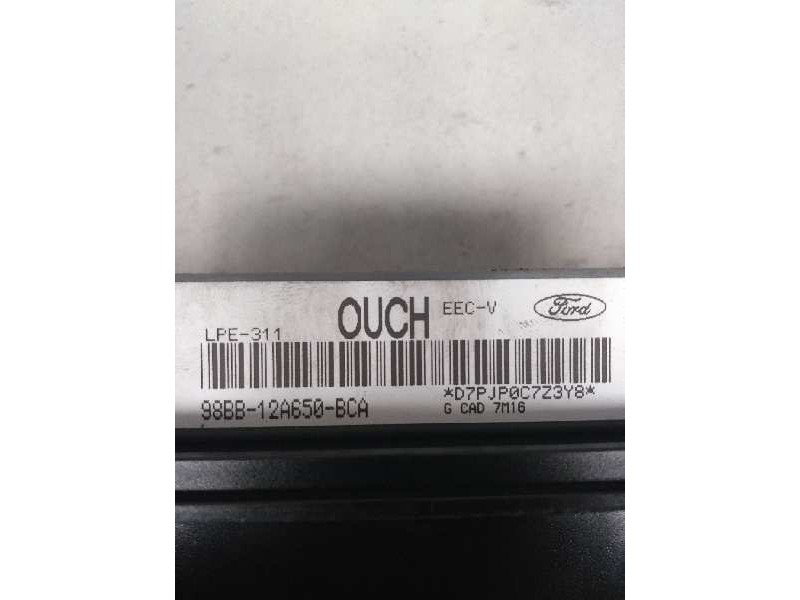 LPE-311 OUCH EEC-V Ford
*D7PJP0C7Z3Y8*
98BB-12A650-BCA G CAD 7M16